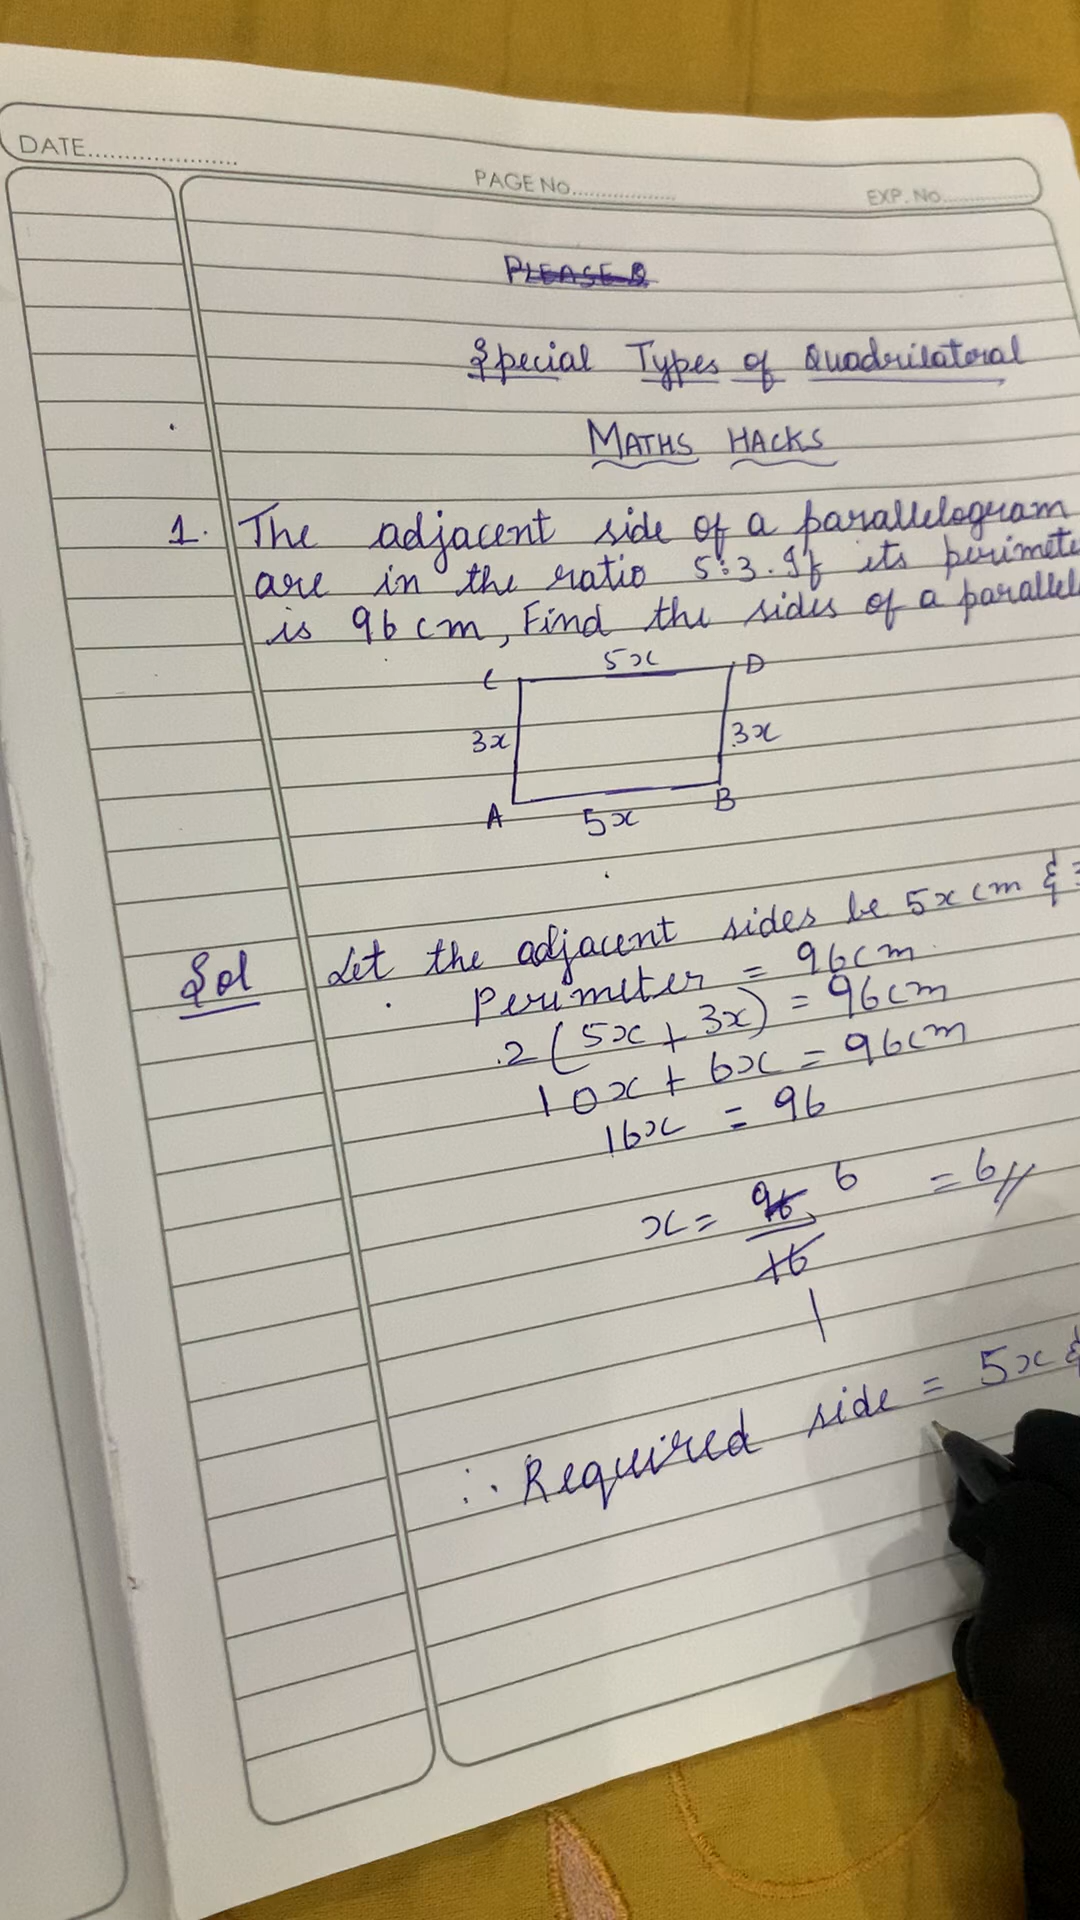 DATE
PAGE No.
EXP. No.
PLEASE
Special Types of Quadrilateral
MATHS HACKS
1. The adjacent side of a parallelogram
are in the ratio 5:3. If its perimete
is 96 cm, Find the sides of a parallel
5x
C D
3x 3x
A B
5x
Sol Let the adjacent sides be 5x cm &
Perimeter = 96cm
2(5x + 3x) = 96cm
10x + 6x = 96cm
16x = 96
x = 96 6 = 6//
16
1
∴ Required side = 5x &